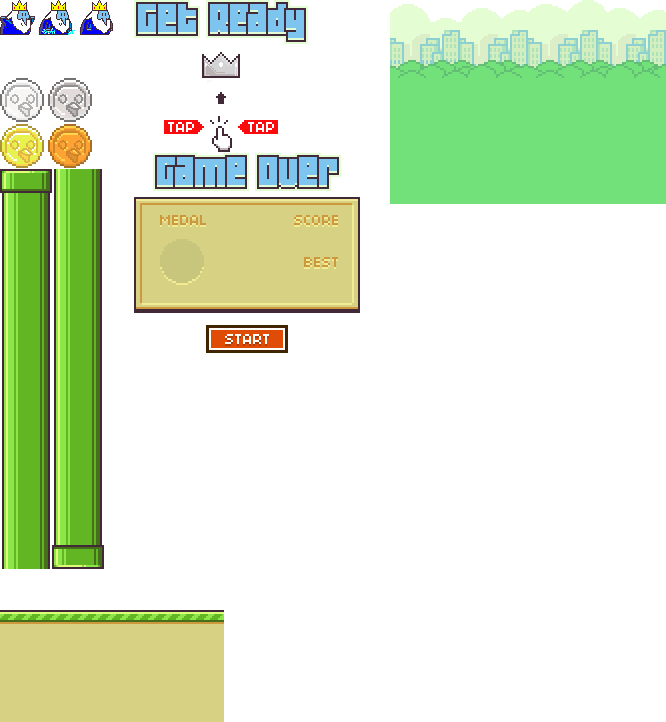 Get Ready
TAP TAP
Game Over
MEDAL SCORE
BEST
START